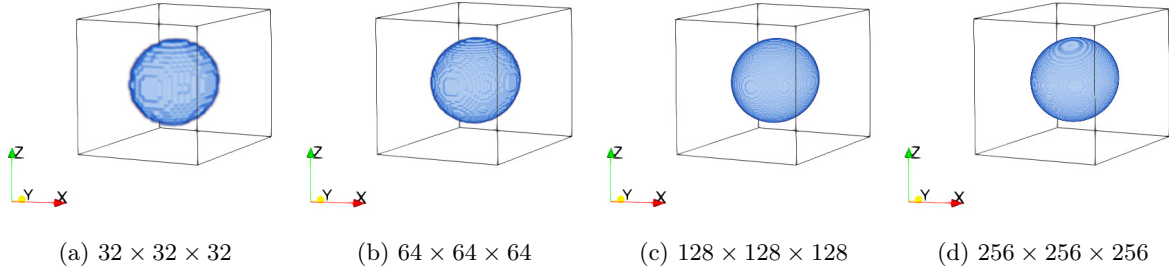 Z Y X
Z Y X
Z Y X
Z Y X
(a) 32 × 32 × 32
(b) 64 × 64 × 64
(c) 128 × 128 × 128
(d) 256 × 256 × 256